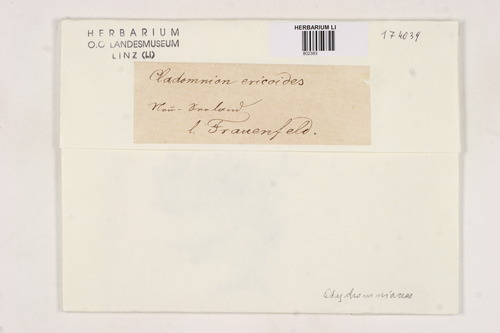 HERBARIUM
O.Ö. LANDESMUSEUM
LINZ (LI)
HERBARIUM LI
174039
Cladomnion ericoides
Neu-Seeland
l. Frauenfeld.